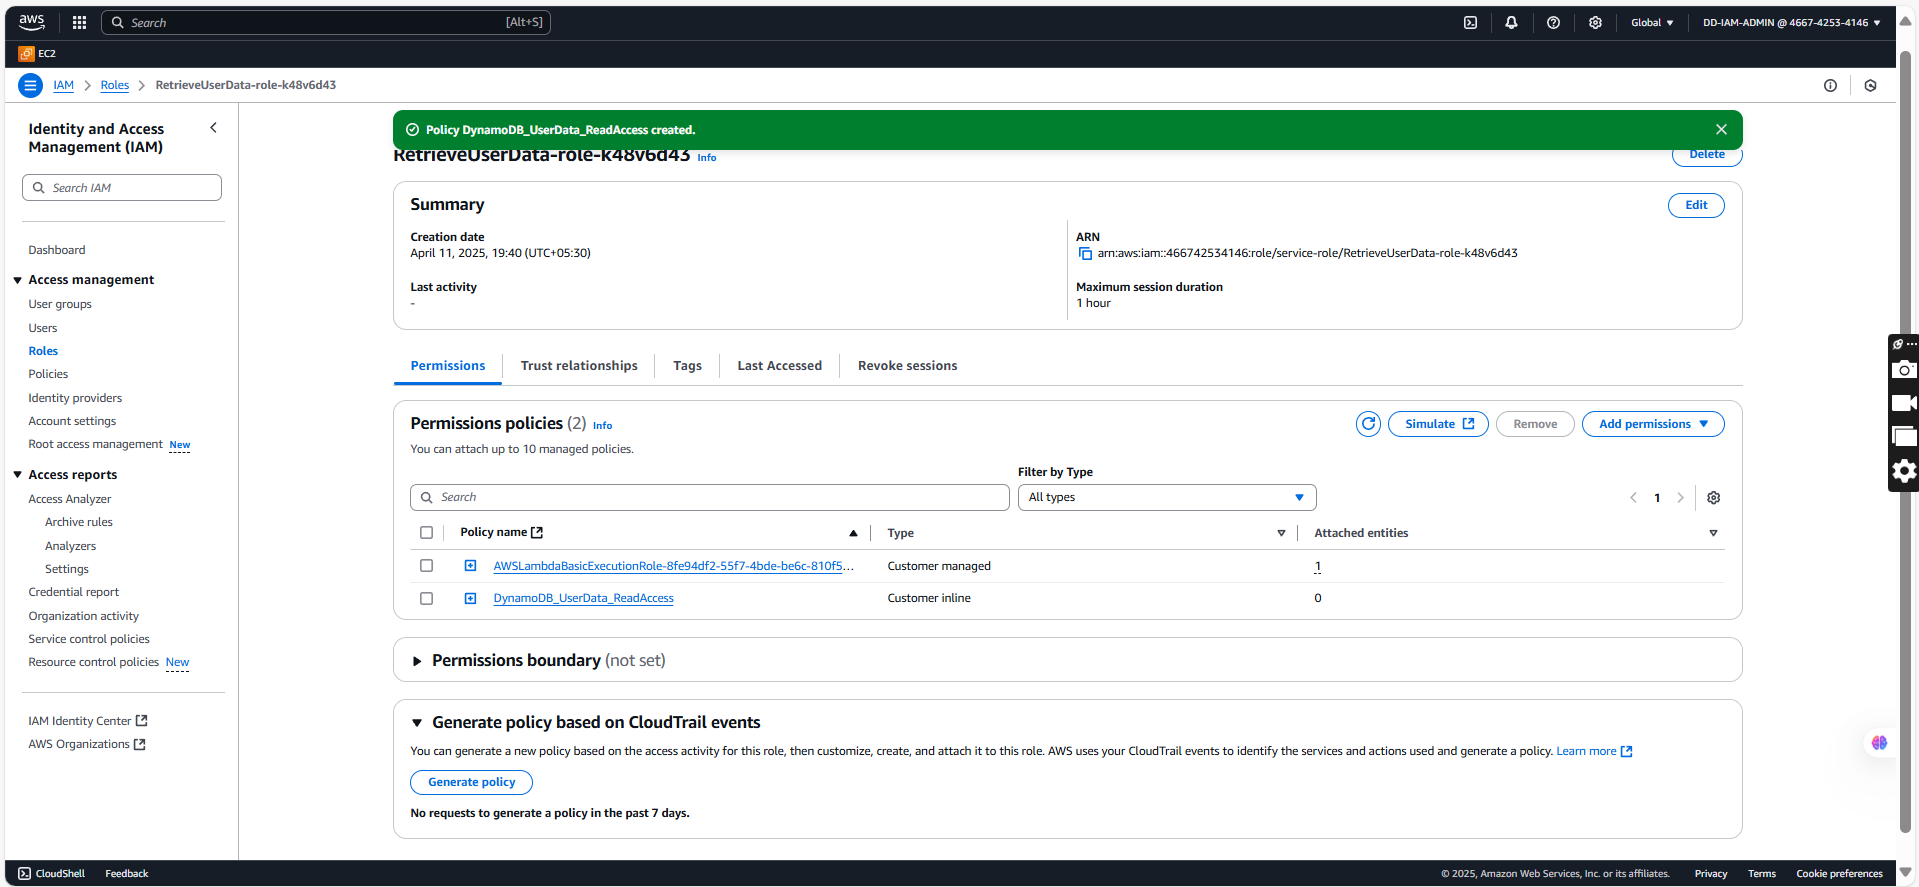 aws
Search
[Alt+S]
Global
DD-IAM-ADMIN @ 4667-4253-4146
EC2
IAM
Roles
RetrieveUserData-role-k48v6d43
Identity and Access Management (IAM)
Search IAM
Dashboard
Access management
User groups
Users
Roles
Policies
Identity providers
Account settings
Root access management New
Access reports
Access Analyzer
Archive rules
Analyzers
Settings
Credential report
Organization activity
Service control policies
Resource control policies New
IAM Identity Center
AWS Organizations
Policy DynamoDB_UserData_ReadAccess created.
RetrieveUserData-role-k48v6d43 Info
Delete
Summary
Edit
Creation date
April 11, 2025, 19:40 (UTC+05:30)
Last activity
-
ARN
arn:aws:iam::466742534146:role/service-role/RetrieveUserData-role-k48v6d43
Maximum session duration
1 hour
Permissions
Trust relationships
Tags
Last Accessed
Revoke sessions
Permissions policies (2) Info
You can attach up to 10 managed policies.
Simulate
Remove
Add permissions
Filter by Type
Search
All types
1
Policy name
Type
Attached entities
AWSLambdaBasicExecutionRole-8fe94df2-55f7-4bde-be6c-810f5...
Customer managed
1
DynamoDB_UserData_ReadAccess
Customer inline
0
Permissions boundary (not set)
Generate policy based on CloudTrail events
You can generate a new policy based on the access activity for this role, then customize, create, and attach it to this role. AWS uses your CloudTrail events to identify the services and actions used and generate a policy. Learn more
Generate policy
No requests to generate a policy in the past 7 days.
CloudShell
Feedback
© 2025, Amazon Web Services, Inc. or its affiliates.
Privacy
Terms
Cookie preferences